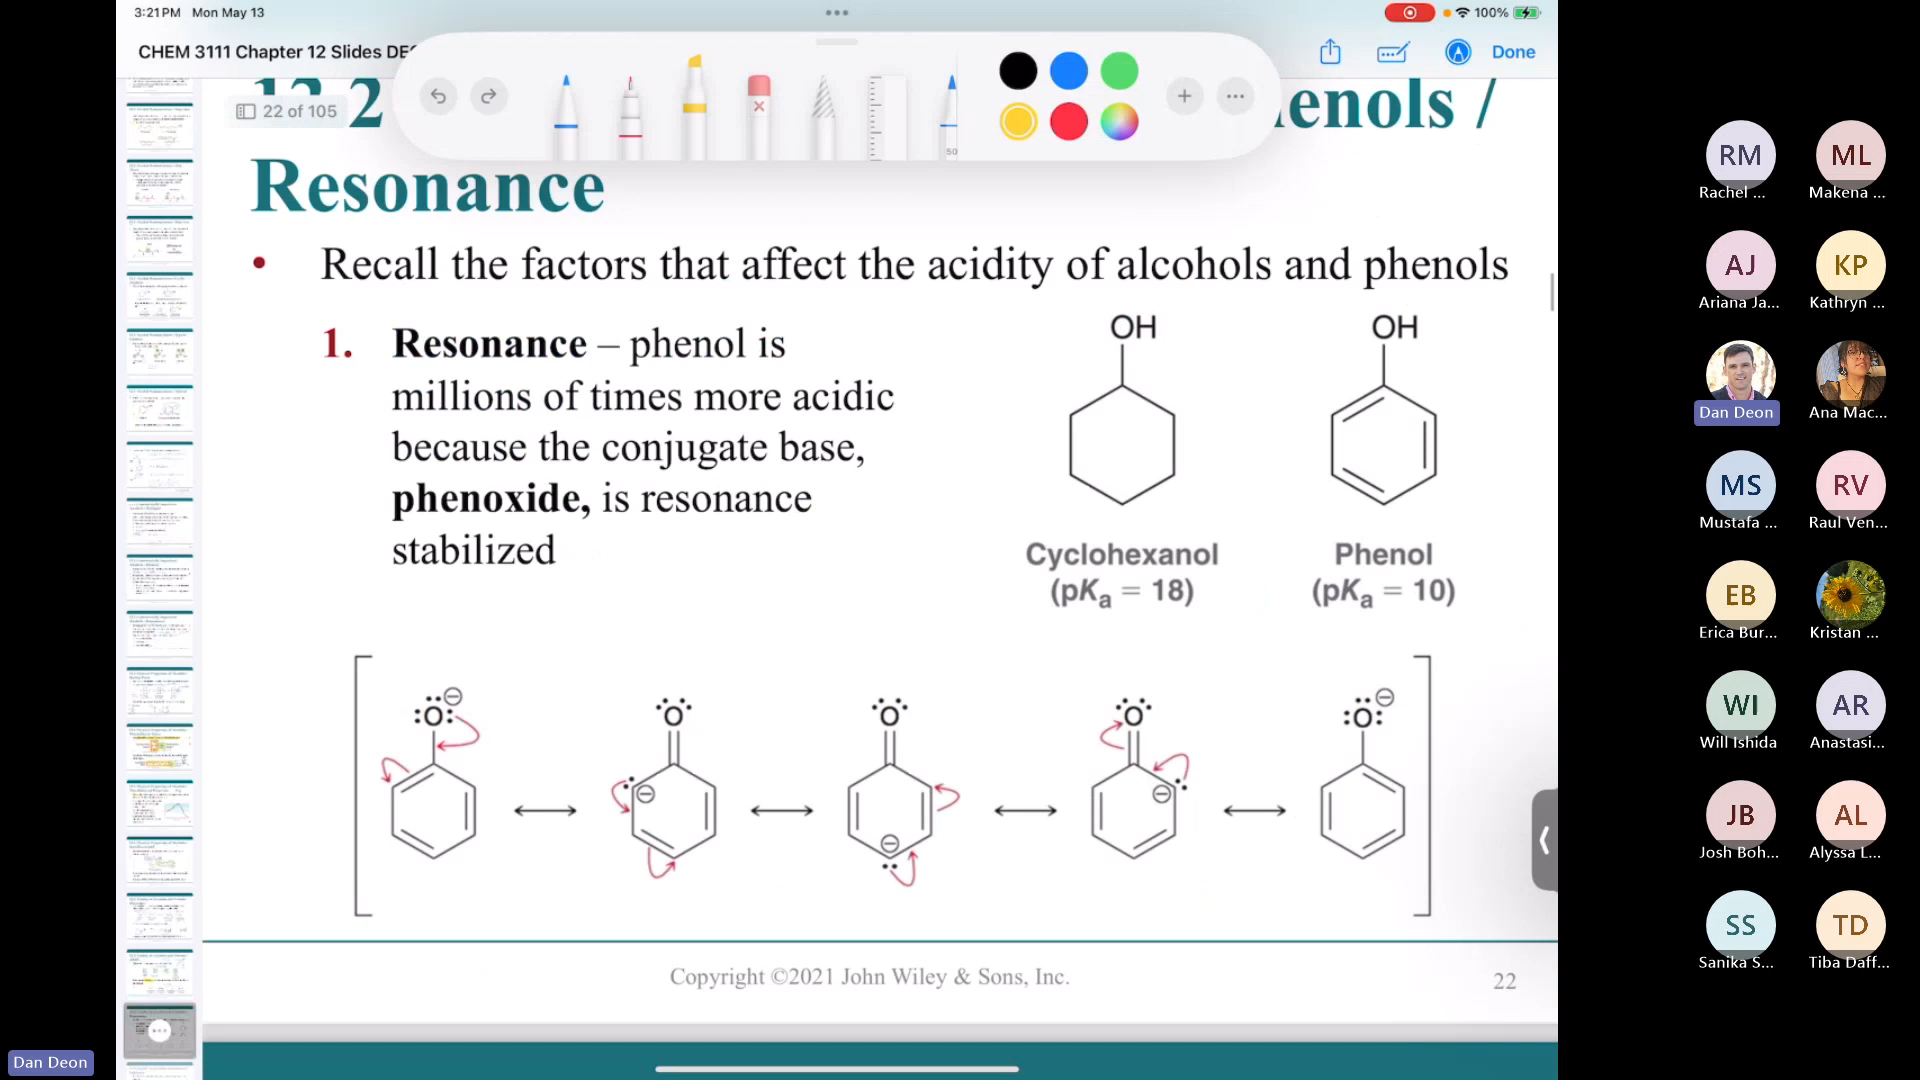 3:21 PM Mon May 13
100%
CHEM 3111 Chapter 12 Slides DE
Done
22 of 105
50
12.2
enols /
Resonance
• Recall the factors that affect the acidity of alcohols and phenols
1. Resonance – phenol is
millions of times more acidic
because the conjugate base,
phenoxide, is resonance
stabilized
OH
OH
Cyclohexanol
(pKa = 18)
Phenol
(pKa = 10)
:O:
O
O
O
:O:
Copyright ©2021 John Wiley & Sons, Inc.
22
Dan Deon
RM
Rachel ...
ML
Makena ...
AJ
Ariana Ja...
KP
Kathryn ...
Dan Deon
Ana Mac...
MS
Mustafa ...
RV
Raul Ven...
EB
Erica Bur...
Kristan ...
WI
Will Ishida
AR
Anastasi...
JB
Josh Boh...
AL
Alyssa L...
SS
Sanika S...
TD
Tiba Daff...